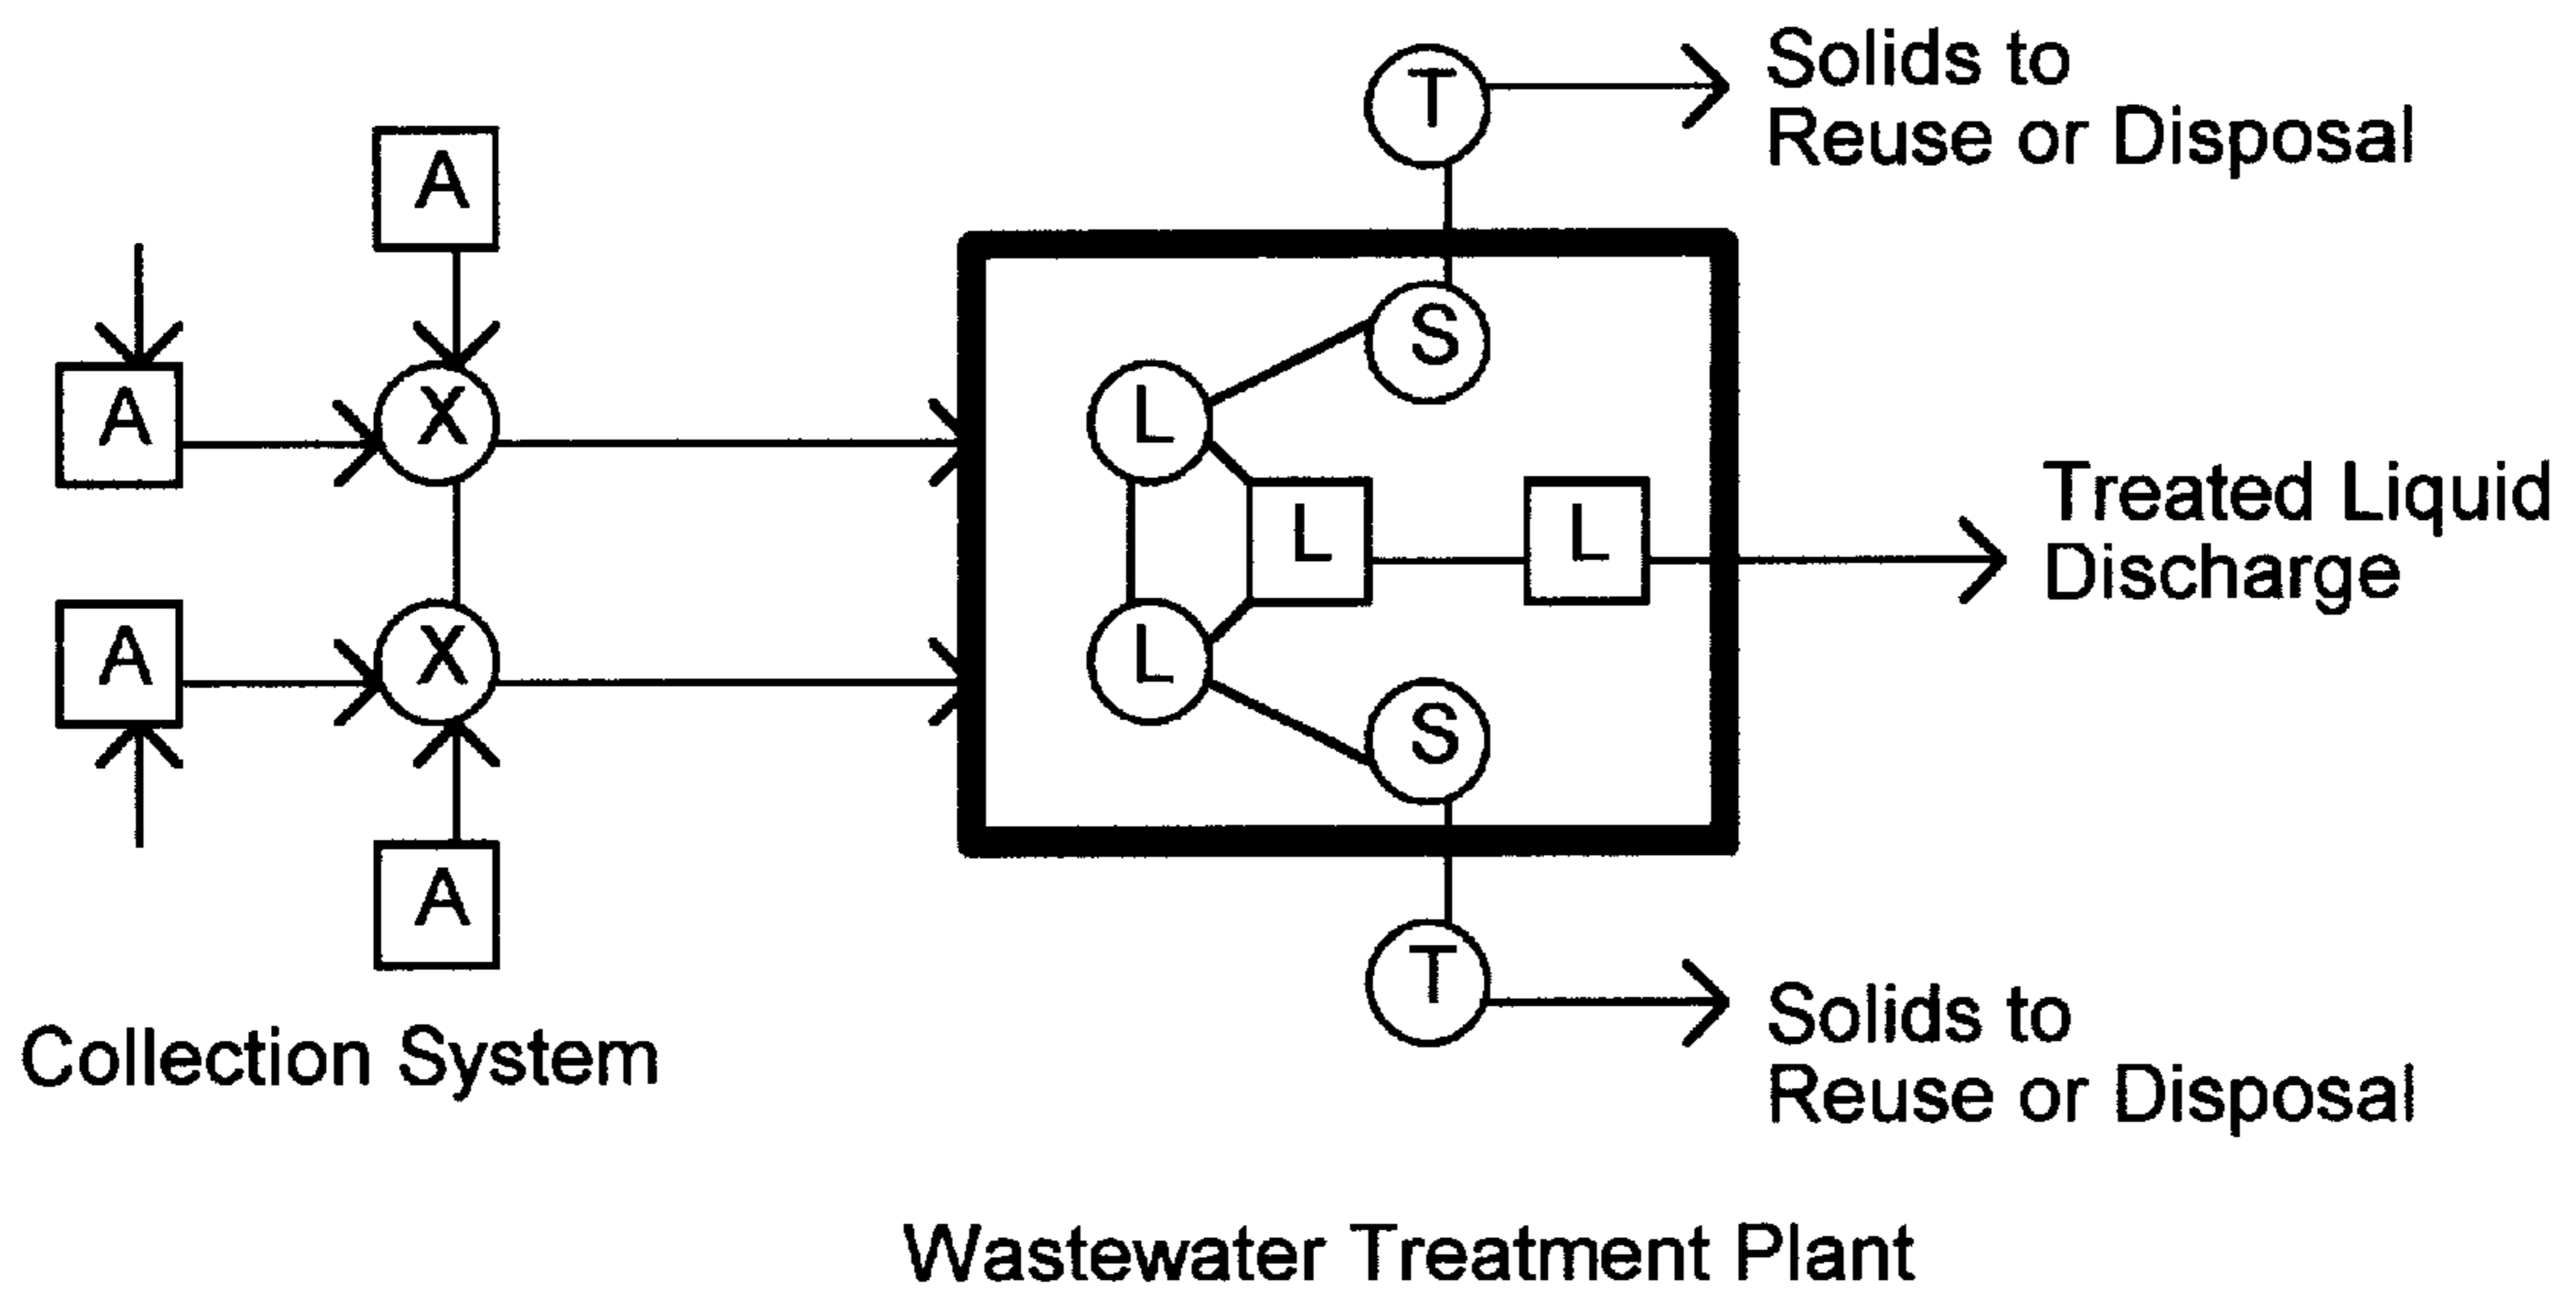 T
Solids to
Reuse or Disposal
A
S
A
X
L
L
L
Treated Liquid
Discharge
A
X
L
S
A
T
Solids to
Reuse or Disposal
Collection System
Wastewater Treatment Plant